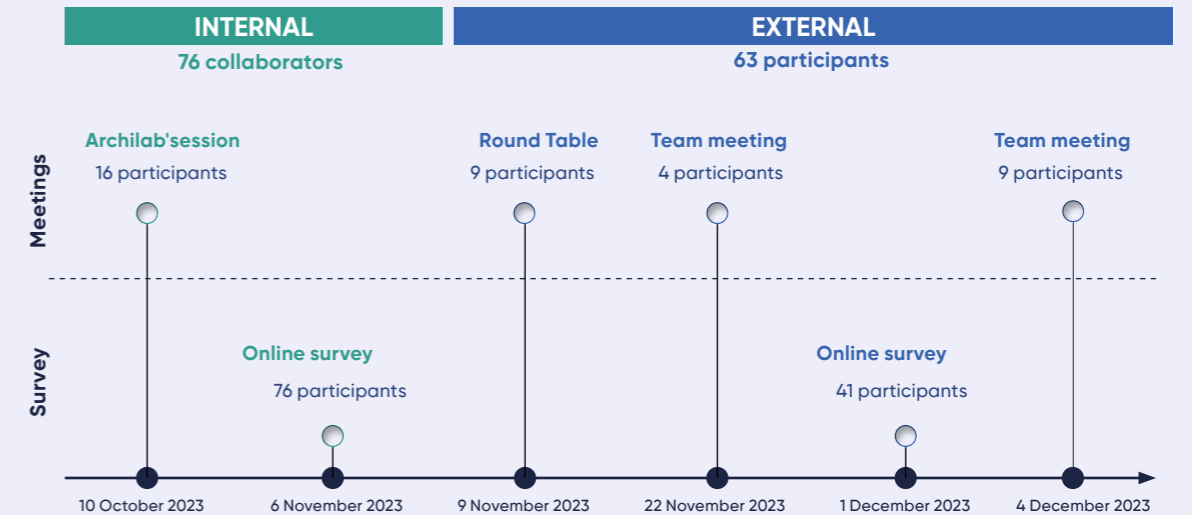 INTERNAL
EXTERNAL
76 collaborators
63 participants
Meetings
Archilab'session
16 participants
Round Table
9 participants
Team meeting
4 participants
Team meeting
9 participants
Survey
Online survey
76 participants
Online survey
41 participants
10 October 2023
6 November 2023
9 November 2023
22 November 2023
1 December 2023
4 December 2023